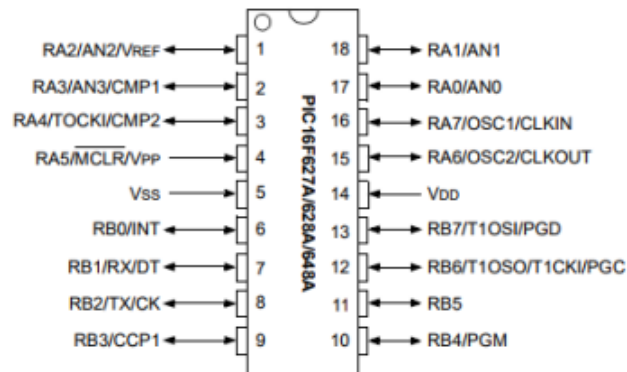 RA2/AN2/VREF 1 18 RA1/AN1
RA3/AN3/CMP1 2 17 RA0/AN0
RA4/TOCKI/CMP2 3 16 RA7/OSC1/CLKIN
RA5/MCLR/VPP 4 15 RA6/OSC2/CLKOUT
VSS 5 14 VDD
RB0/INT 6 13 RB7/T1OSI/PGD
RB1/RX/DT 7 12 RB6/T1OSO/T1CKI/PGC
RB2/TX/CK 8 11 RB5
RB3/CCP1 9 10 RB4/PGM
PIC16F627A/628A/648A